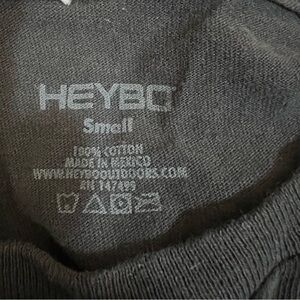 HEYBO
Small
100% COTTON
MADE IN MEXICO
WWW.HEYBOOUTDOORS.COM
RN 147499